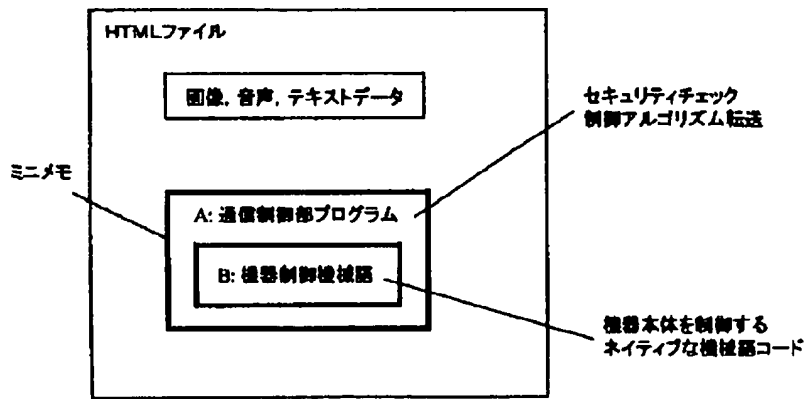 HTMLファイル
画像, 音声, テキストデータ
セキュリティチェック
制御アルゴリズム転送
ミニメモ
A: 通信制御部プログラム
B: 機器制御機械語
機器本体を制御する
ネイティブな機械語コード